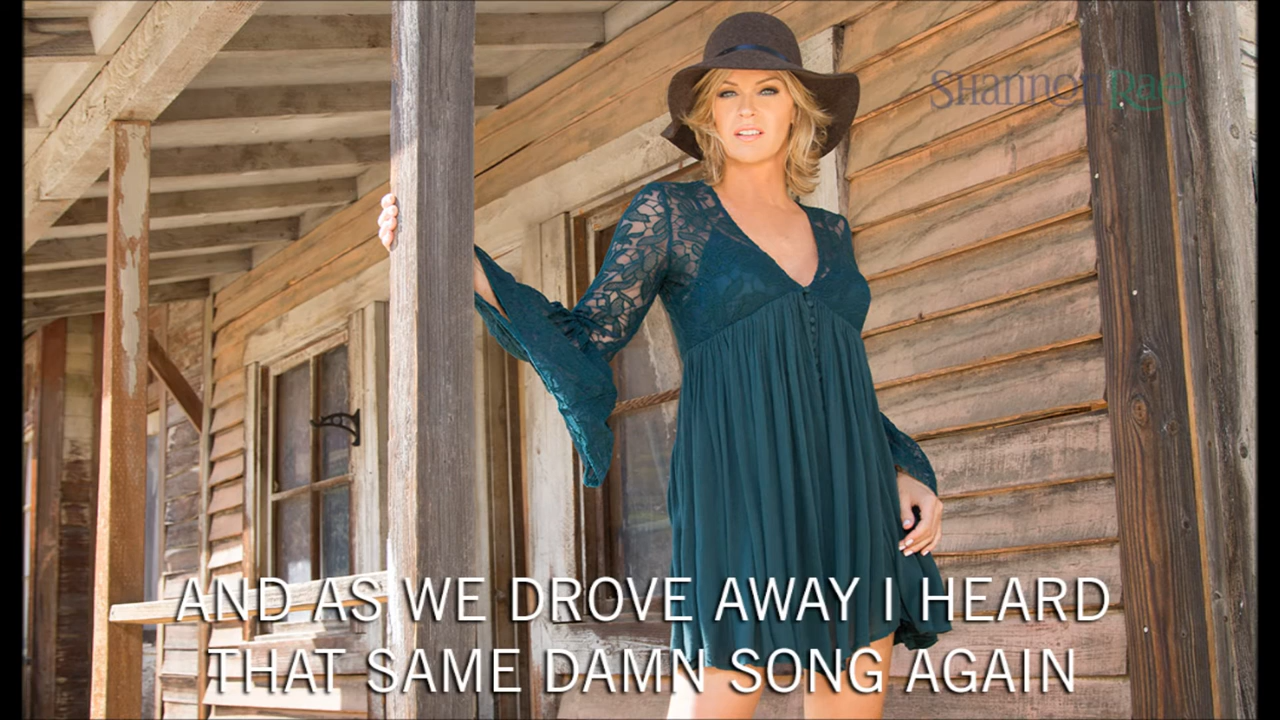 Shannon Rae
AND AS WE DROVE AWAY I HEARD
THAT SAME DAMN SONG AGAIN